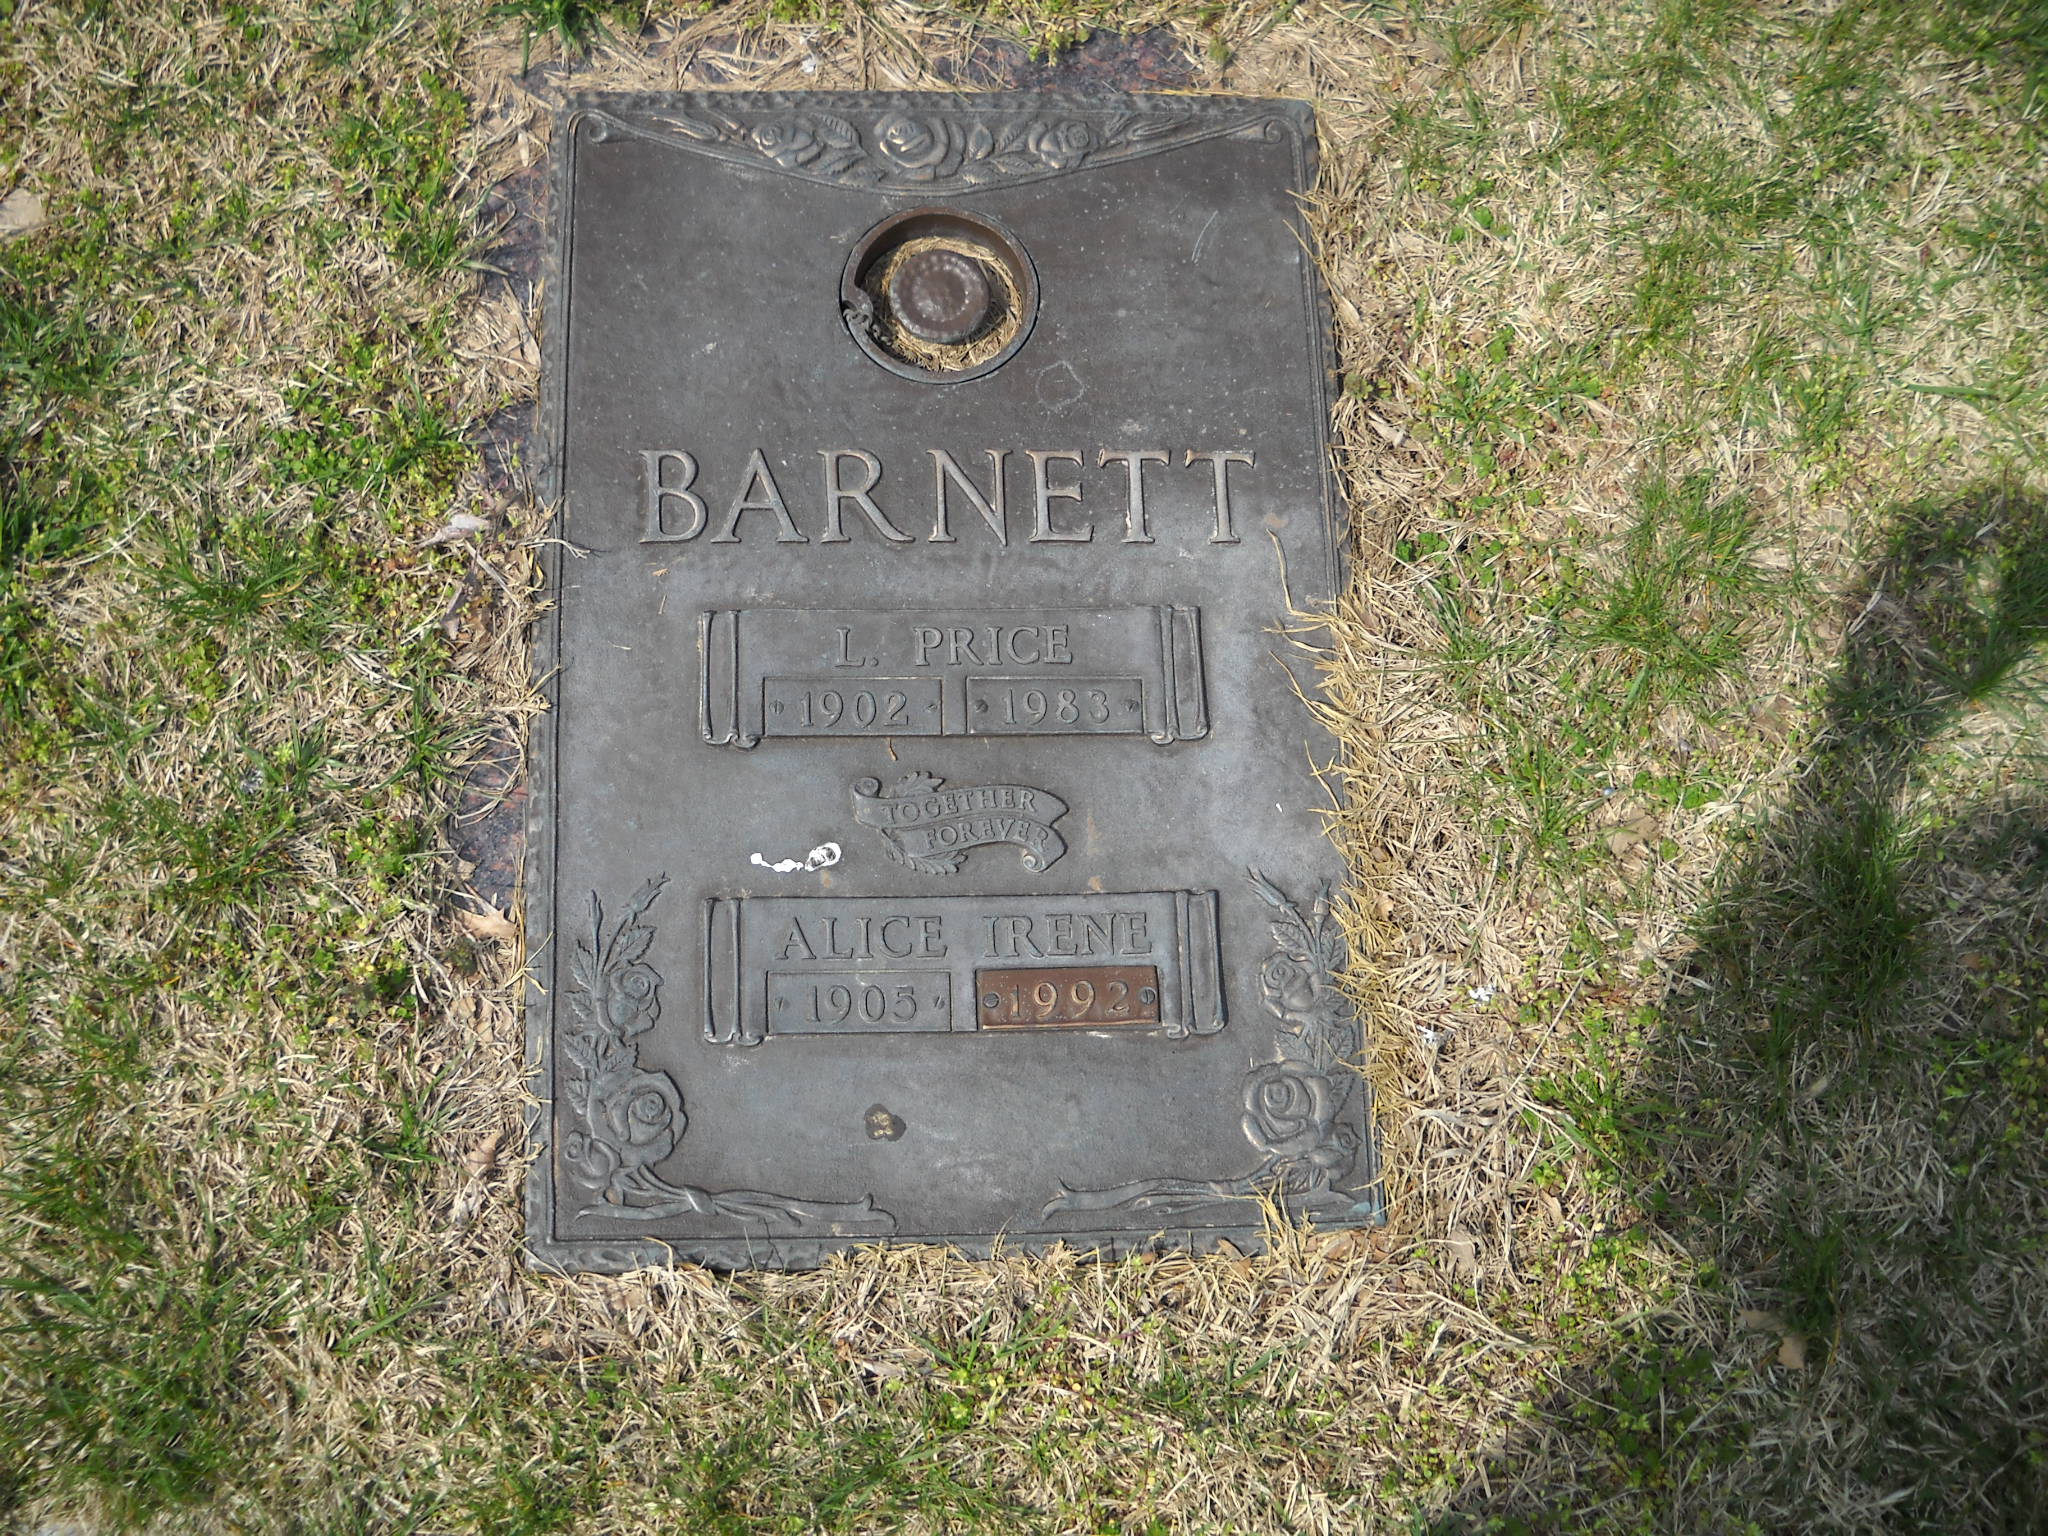 BARNETT
L. PRICE
1902 1983
TOGETHER
FOREVER
ALICE IRENE
1905 1992